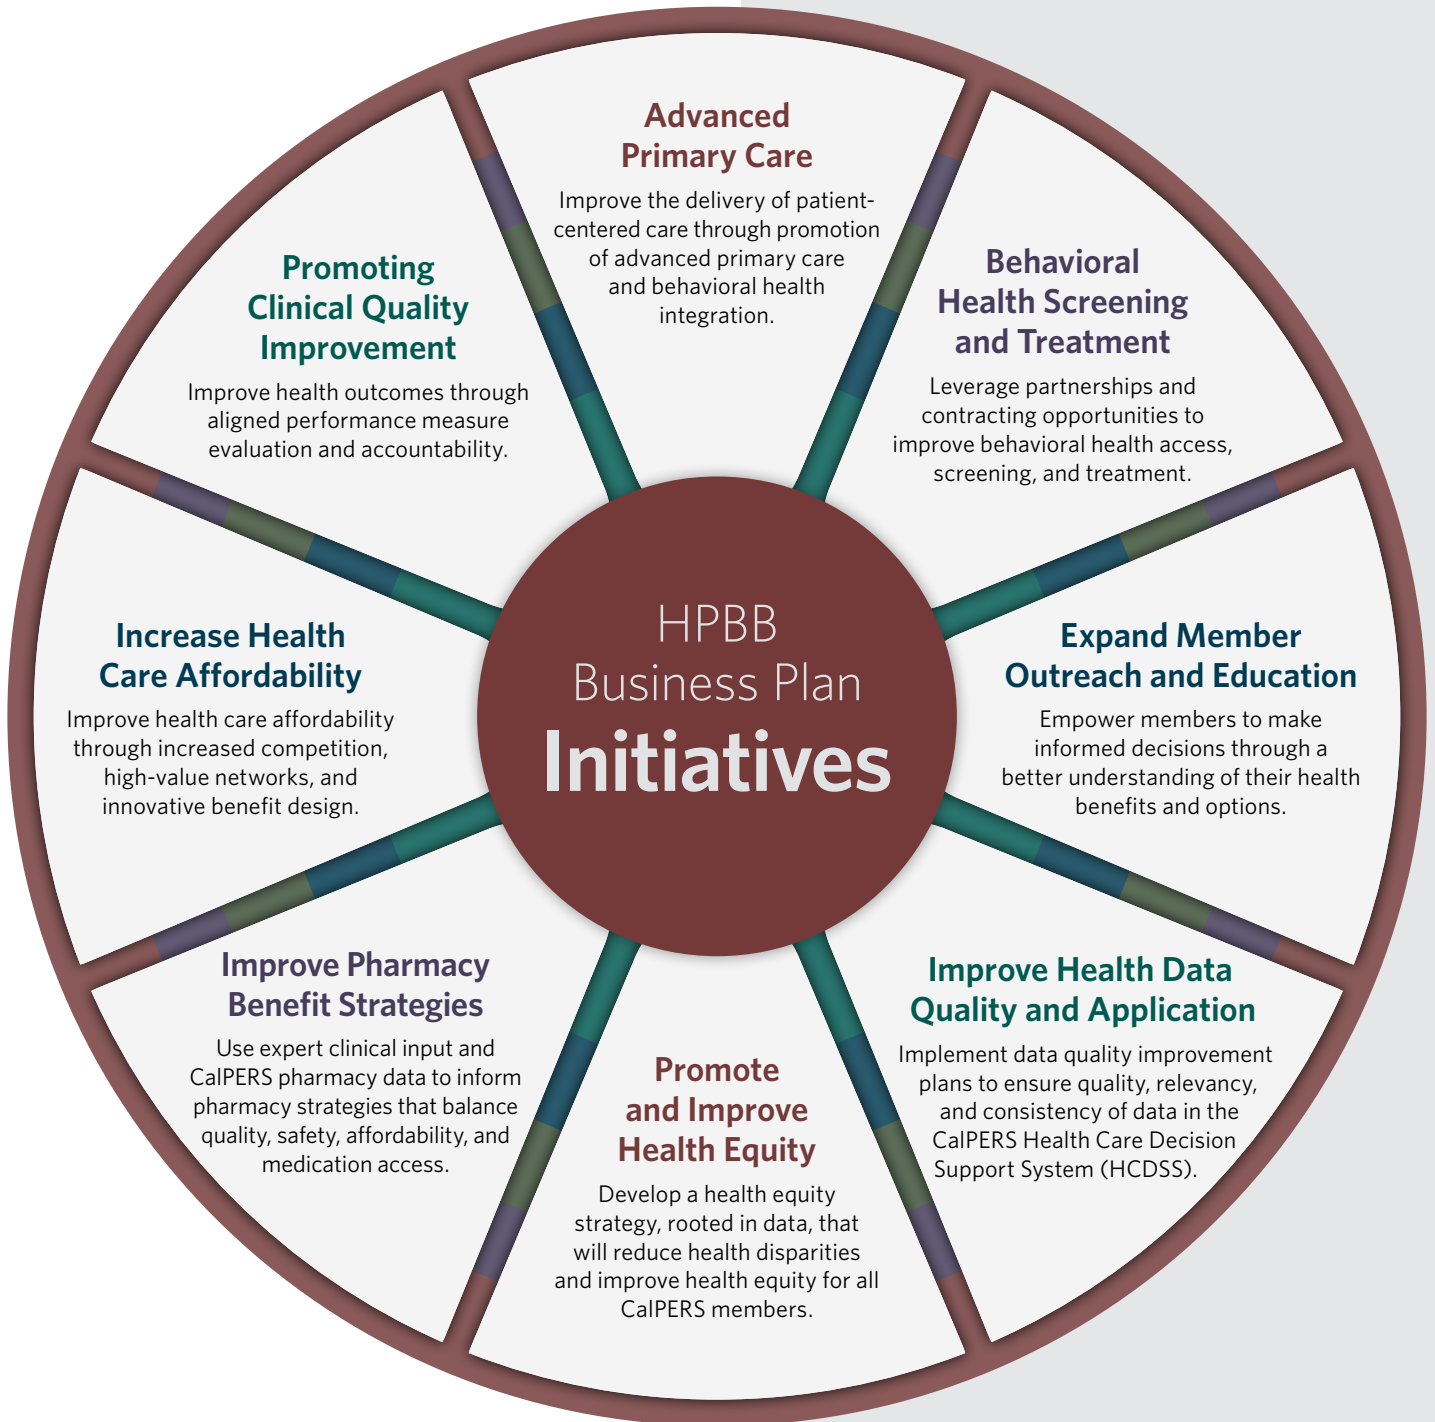 Advanced
Primary Care
Improve the delivery of patient-
centered care through promotion
of advanced primary care
and behavioral health
integration.
Behavioral
Health Screening
and Treatment
Leverage partnerships and
contracting opportunities to
improve behavioral health access,
screening, and treatment.
Expand Member
Outreach and Education
Empower members to make
informed decisions through a
better understanding of their health
benefits and options.
Improve Health Data
Quality and Application
Implement data quality improvement
plans to ensure quality, relevancy,
and consistency of data in the
CalPERS Health Care Decision
Support System (HCDSS).
Promote
and Improve
Health Equity
Develop a health equity
strategy, rooted in data, that
will reduce health disparities
and improve health equity for all
CalPERS members.
Improve Pharmacy
Benefit Strategies
Use expert clinical input and
CalPERS pharmacy data to inform
pharmacy strategies that balance
quality, safety, affordability, and
medication access.
Increase Health
Care Affordability
Improve health care affordability
through increased competition,
high-value networks, and
innovative benefit design.
Promoting
Clinical Quality
Improvement
Improve health outcomes through
aligned performance measure
evaluation and accountability.
HPBB
Business Plan
Initiatives